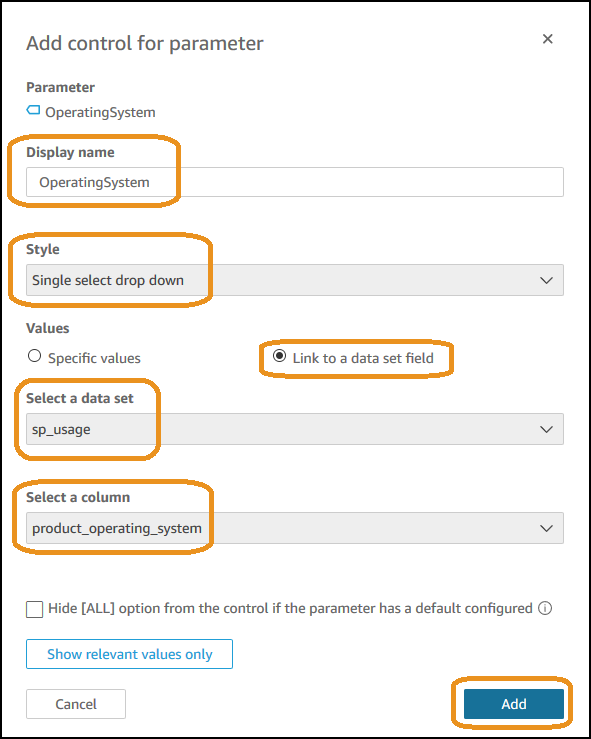 Add control for parameter
Parameter
OperatingSystem
Display name
OperatingSystem
Style
Single select drop down
Values
Specific values
Link to a data set field
Select a data set
sp_usage
Select a column
product_operating_system
Hide [ALL] option from the control if the parameter has a default configured
Show relevant values only
Cancel
Add